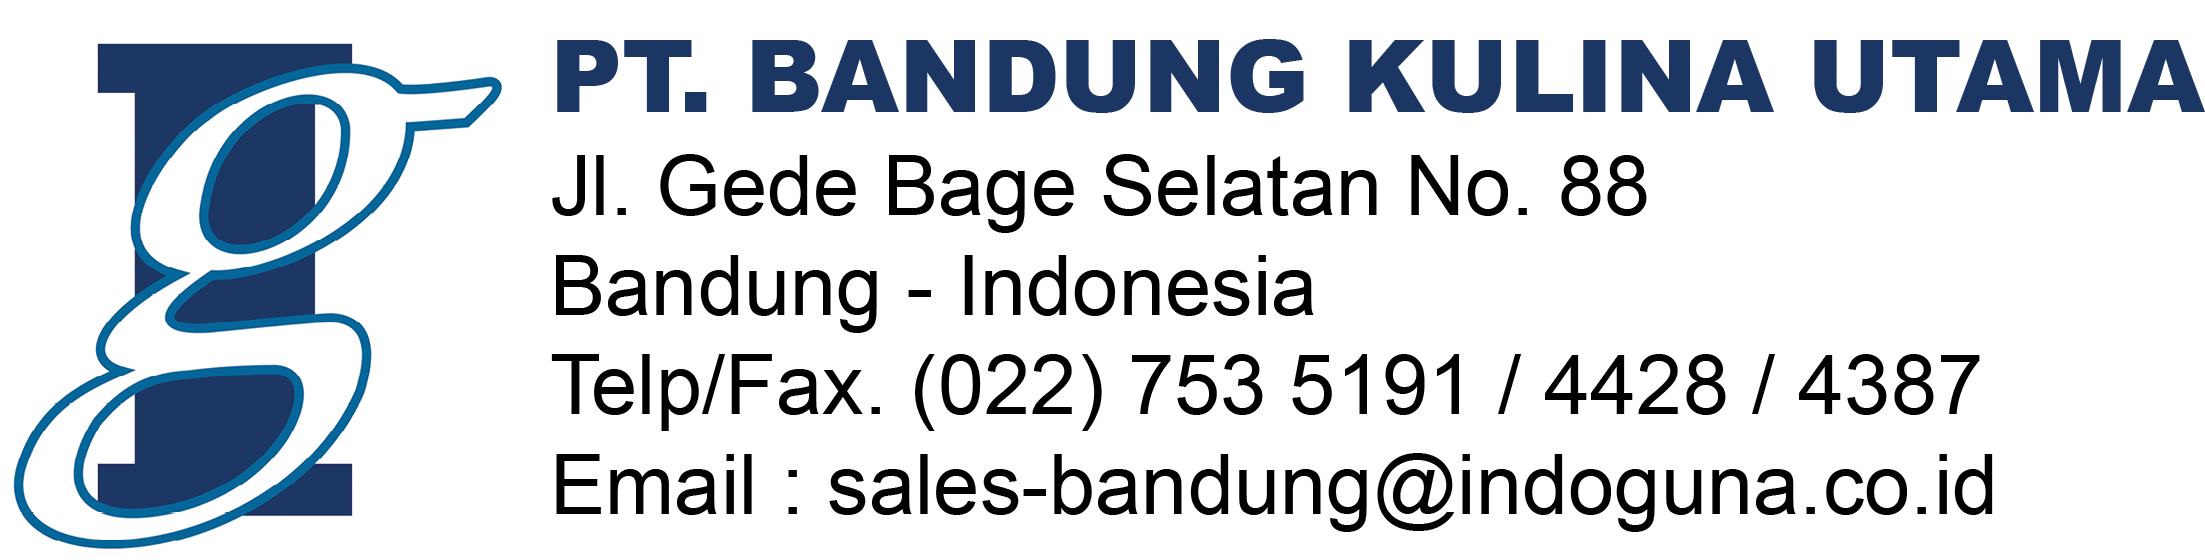 Ig
PT. BANDUNG KULINA UTAMA
Jl. Gede Bage Selatan No. 88
Bandung - Indonesia
Telp/Fax. (022) 753 5191 / 4428 / 4387
Email : sales-bandung@indoguna.co.id